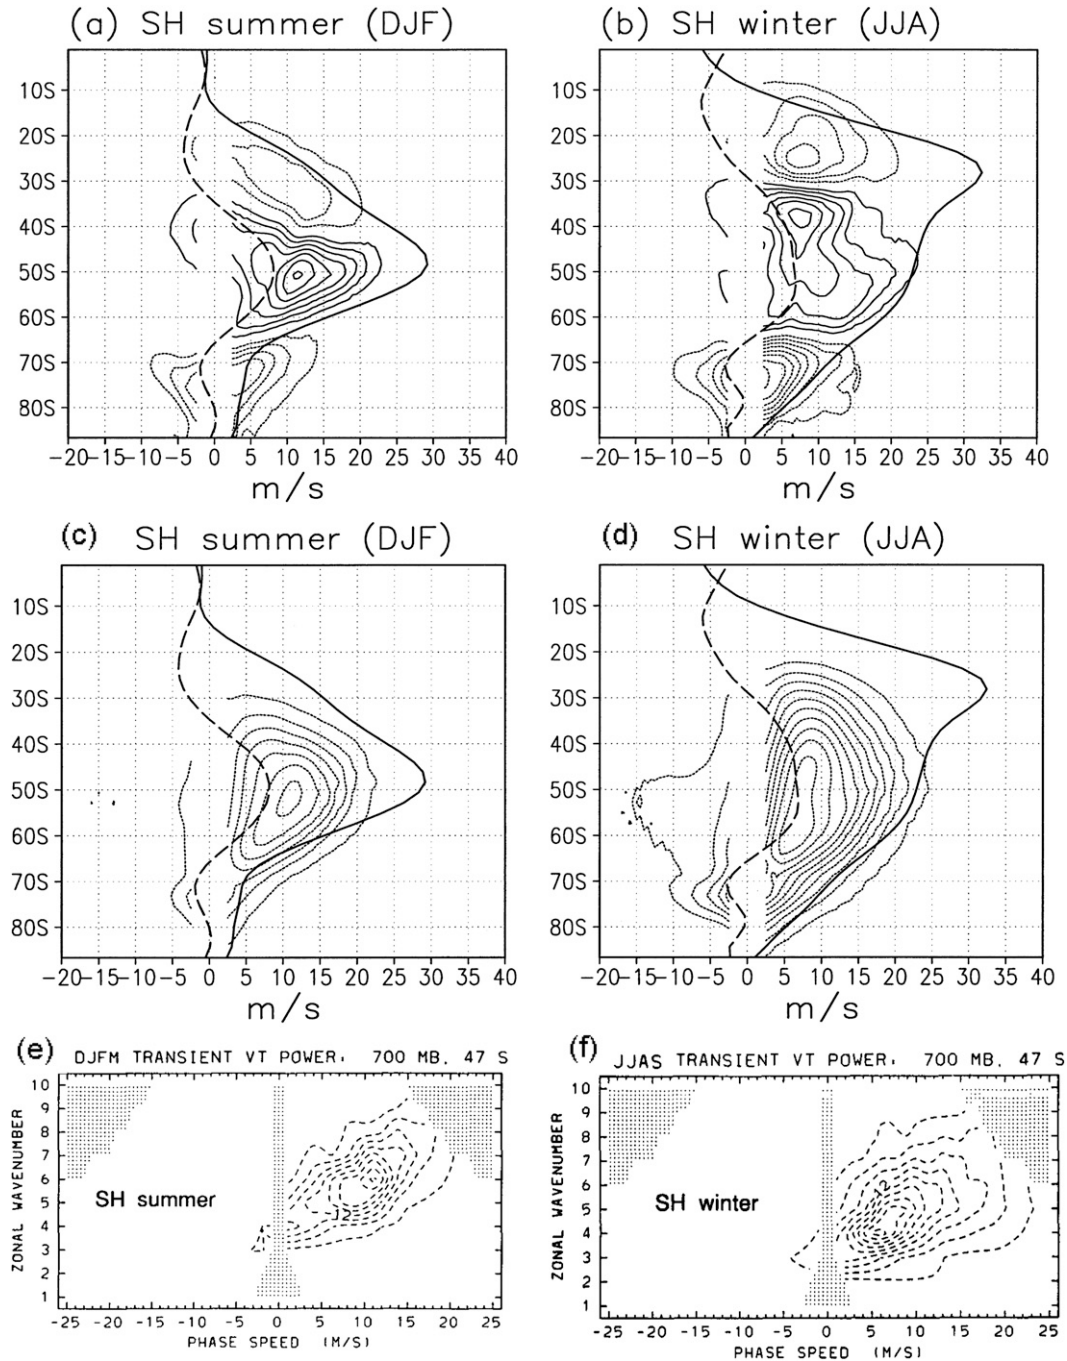 (a) SH summer (DJF)
10S
20S
30S
40S
50S
60S
70S
80S
-20-15-10 -5 0 5 10 15 20 25 30 35 40
m/s
(b) SH winter (JJA)
10S
20S
30S
40S
50S
60S
70S
80S
-20-15-10 -5 0 5 10 15 20 25 30 35 40
m/s
(c) SH summer (DJF)
10S
20S
30S
40S
50S
60S
70S
80S
-20 -15-10 -5 0 5 10 15 20 25 30 35 40
m/s
(d) SH winter (JJA)
10S
20S
30S
40S
50S
60S
70S
80S
-20 -15-10 -5 0 5 10 15 20 25 30 35 40
m/s
(e) DJFM TRANSIENT VT POWER, 700 MB, 47 S
ZONAL WAVENUMBER
10
9
8
7
6
5
4
3
2
1
SH summer
-25 -20 -15 -10 -5 0 5 10 15 20 25
PHASE SPEED (M/S)
(f) JJAS TRANSIENT VT POWER, 700 MB, 47 S
ZONAL WAVENUMBER
10
9
8
7
6
5
4
3
2
1
SH winter
-25 -20 -15 -10 -5 0 5 10 15 20 25
PHASE SPEED (M/S)